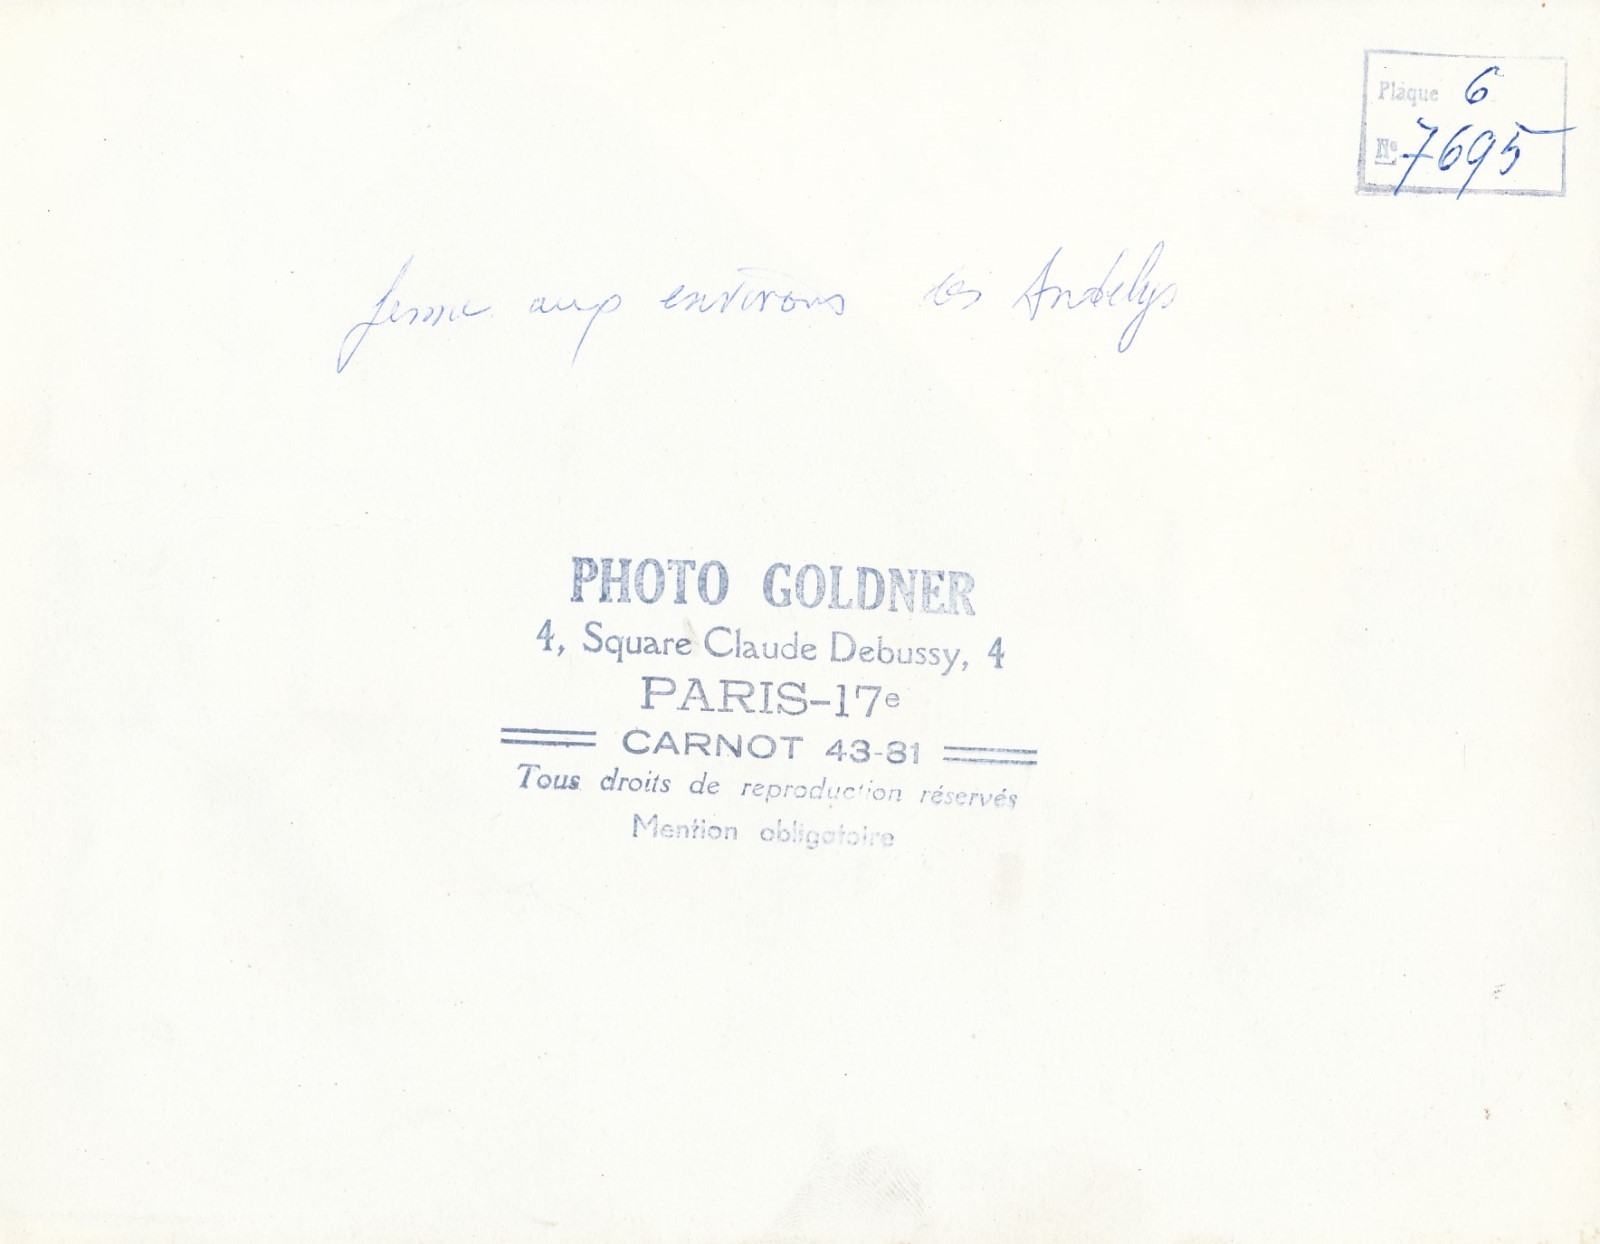 Plaque 6
Nº 7695
ferme aux environs des Andelys
PHOTO GOLDNER
4, Square Claude Debussy, 4
PARIS-17e
CARNOT 43-81
Tous droits de reproduction réservés
Mention obligatoire